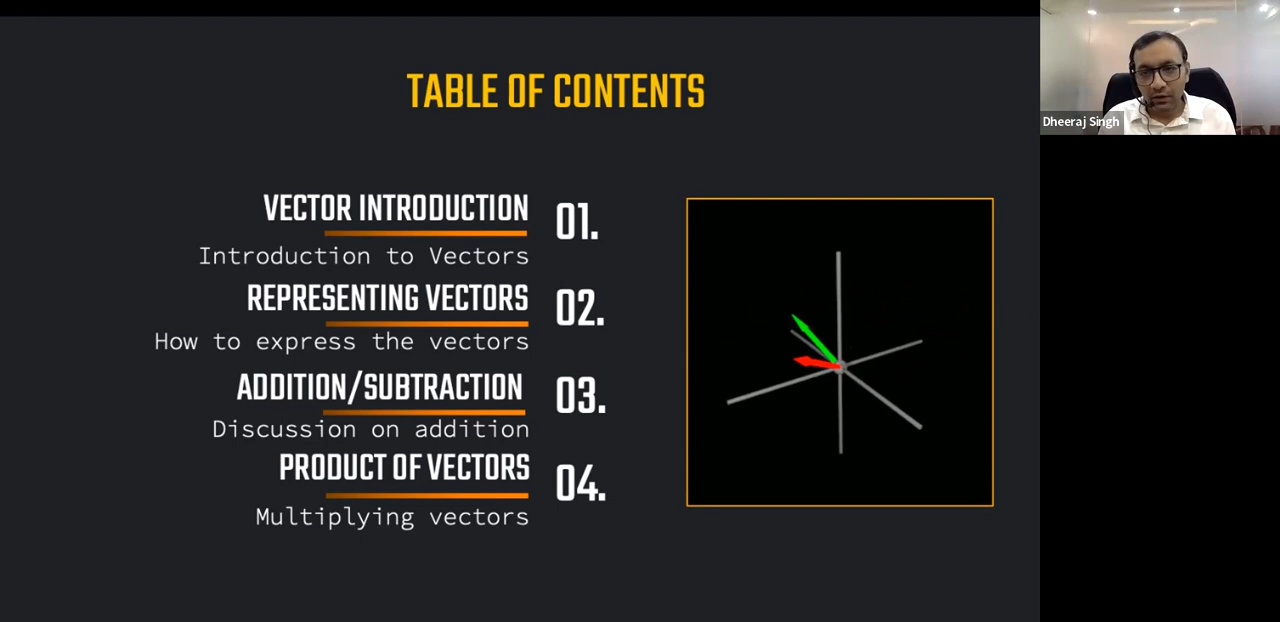 TABLE OF CONTENTS
VECTOR INTRODUCTION 01.
Introduction to Vectors
REPRESENTING VECTORS 02.
How to express the vectors
ADDITION/SUBTRACTION 03.
Discussion on addition
PRODUCT OF VECTORS 04.
Multiplying vectors
Dheeraj Singh